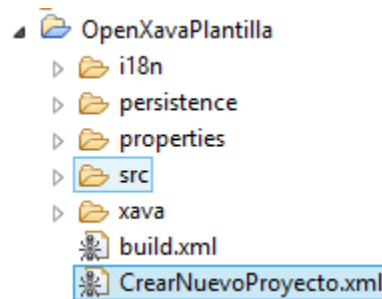 OpenXavaPlantilla
i18n
persistence
properties
src
xava
build.xml
CrearNuevoProyecto.xml